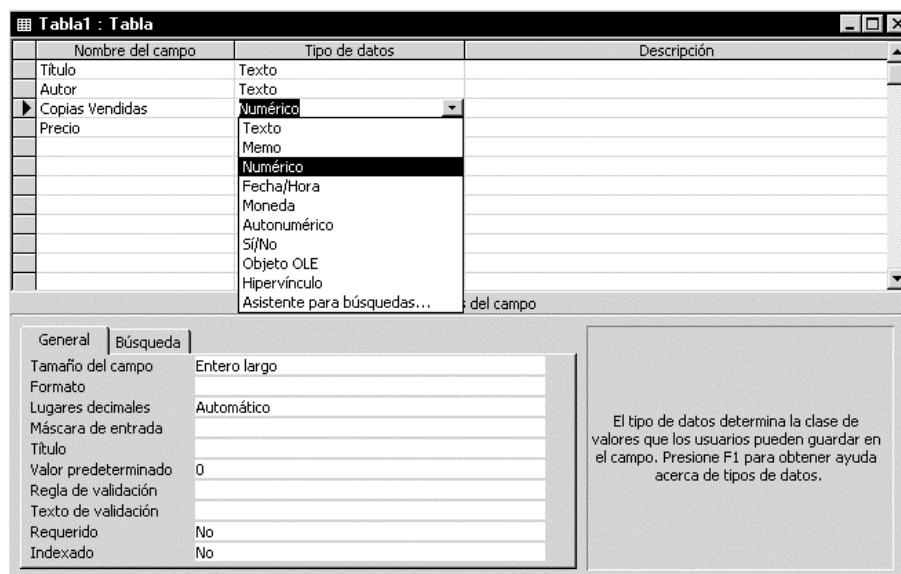 Tabla1 : Tabla
Nombre del campo Tipo de datos Descripción
Título Texto
Autor Texto
Copias Vendidas Numérico
Precio
Texto
Memo
Numérico
Fecha/Hora
Moneda
Autonumérico
Sí/No
Objeto OLE
Hipervínculo
Asistente para búsquedas...
del campo
General Búsqueda
Tamaño del campo Entero largo
Formato
Lugares decimales Automático
Máscara de entrada
Título
Valor predeterminado 0
Regla de validación
Texto de validación
Requerido No
Indexado No
El tipo de datos determina la clase de
valores que los usuarios pueden guardar en
el campo. Presione F1 para obtener ayuda
acerca de tipos de datos.